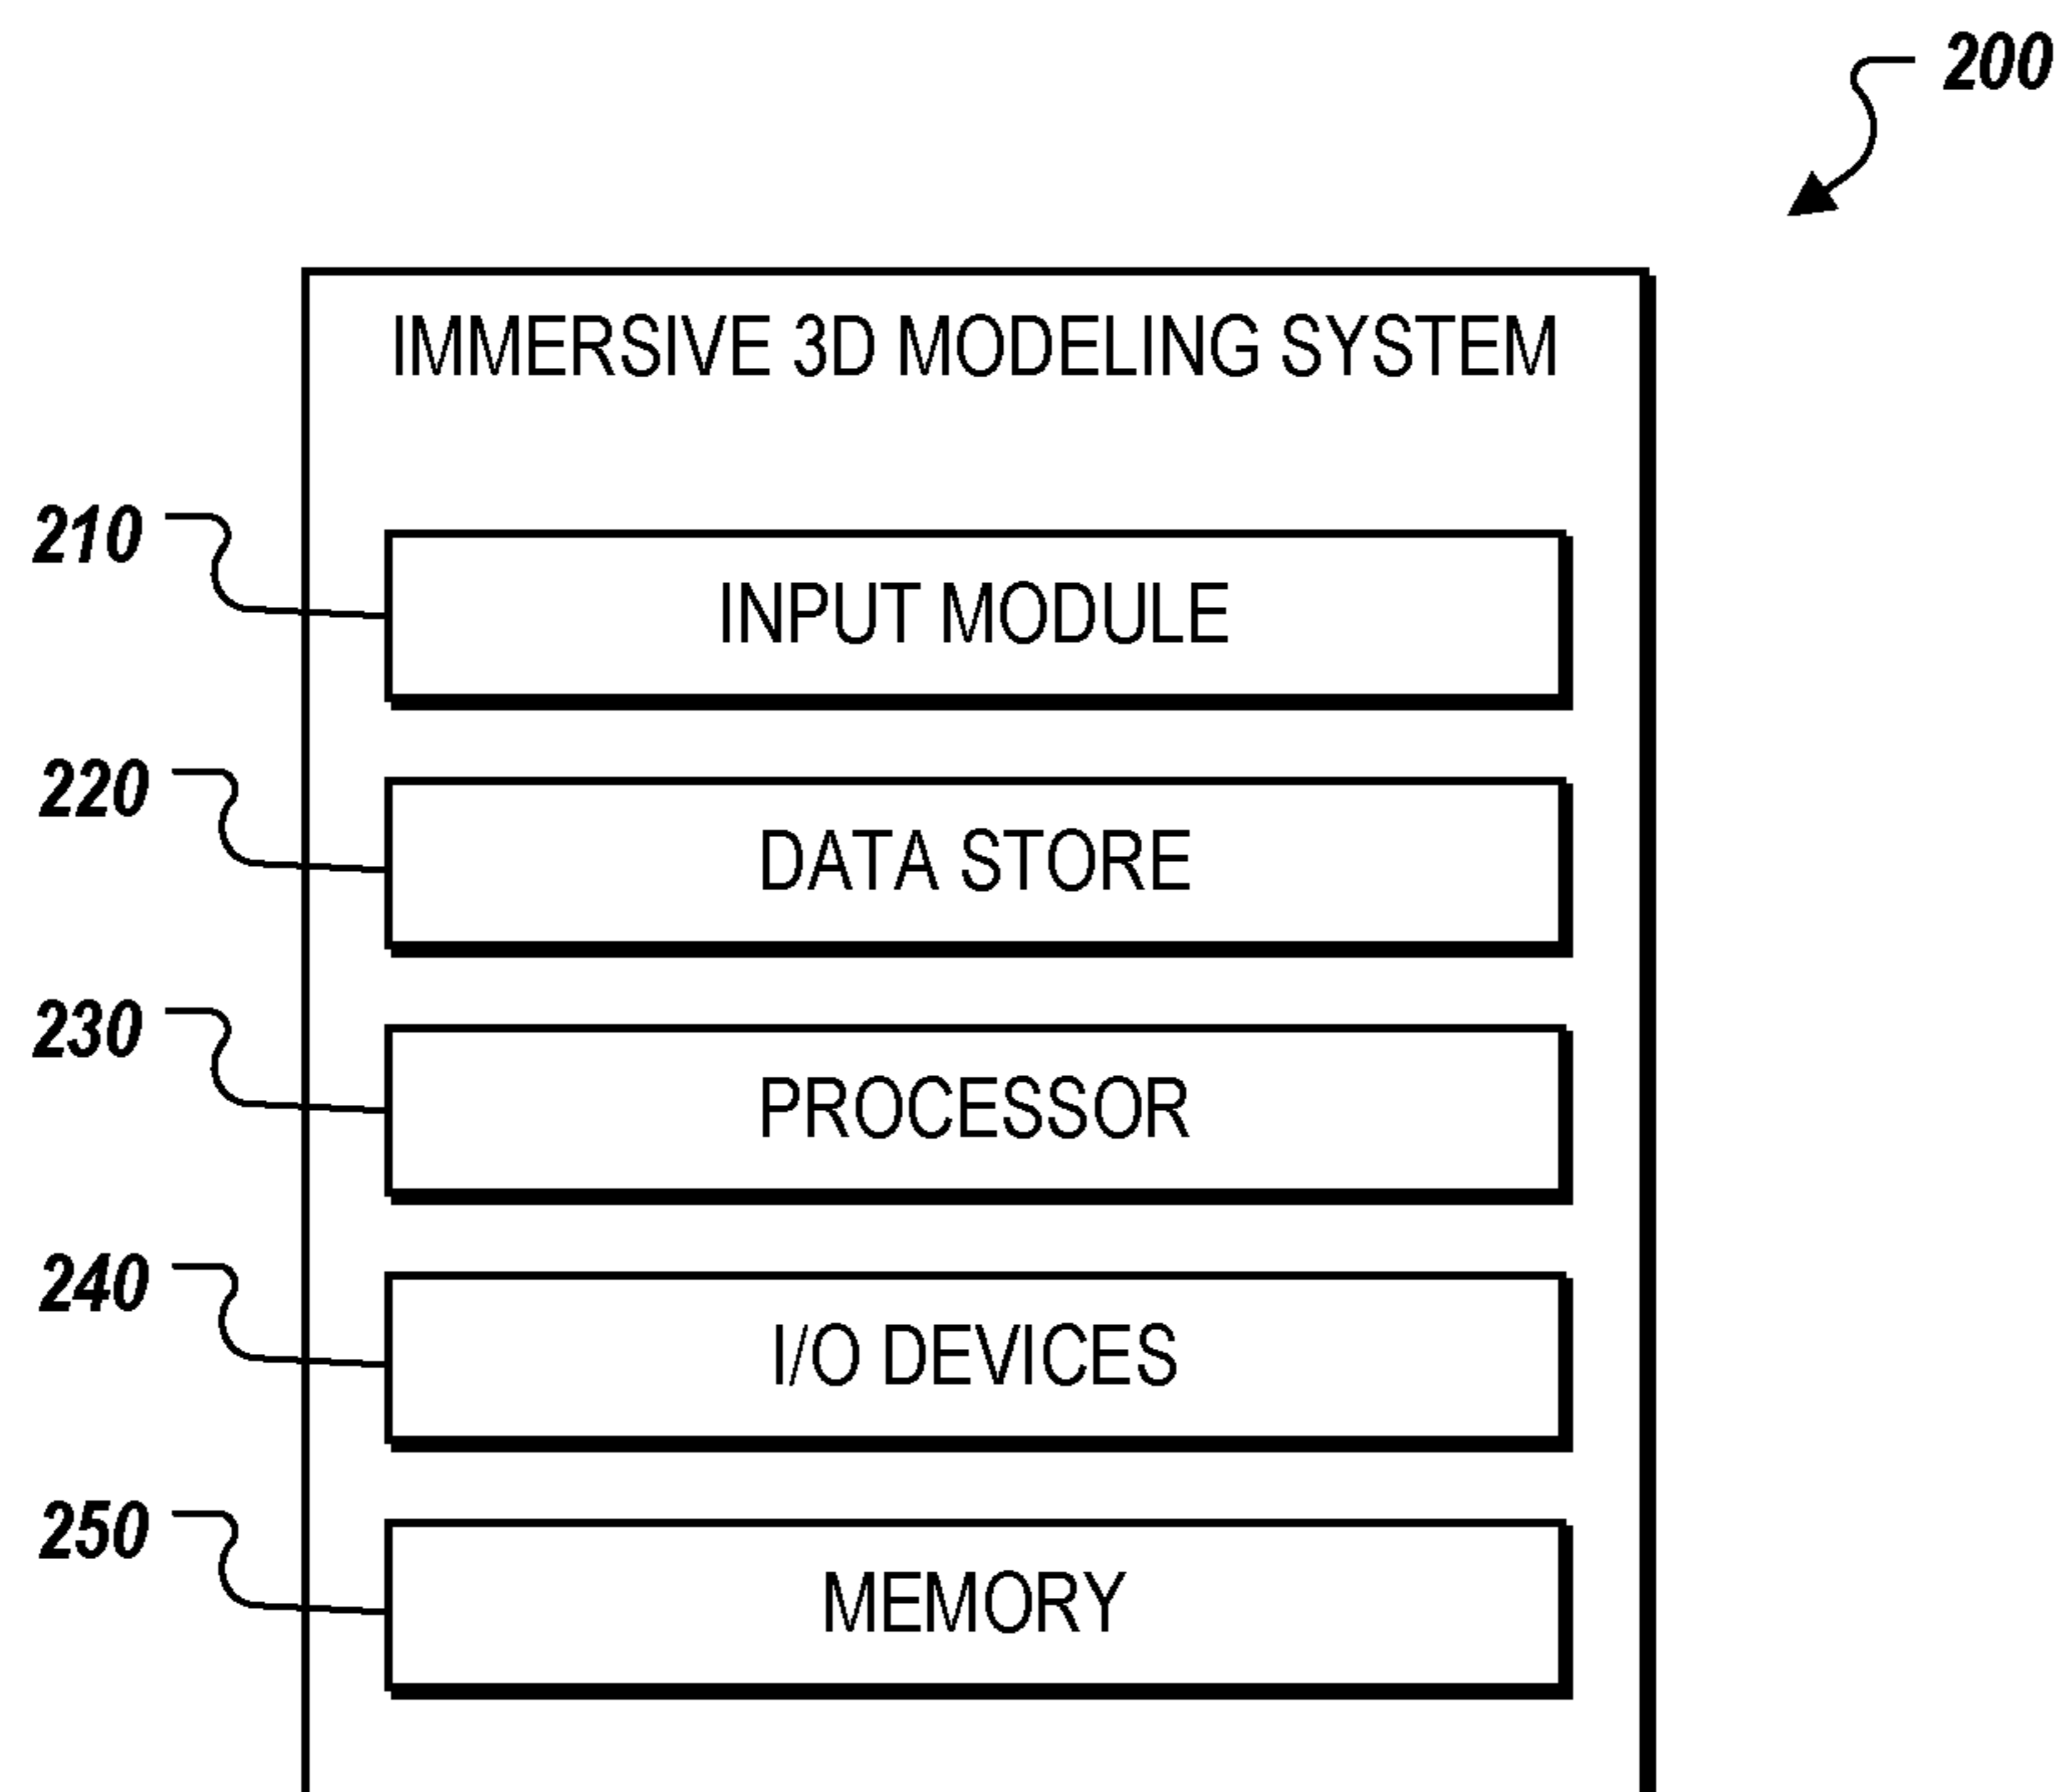 200
IMMERSIVE 3D MODELING SYSTEM
210
INPUT MODULE
220
DATA STORE
230
PROCESSOR
240
I/O DEVICES
250
MEMORY